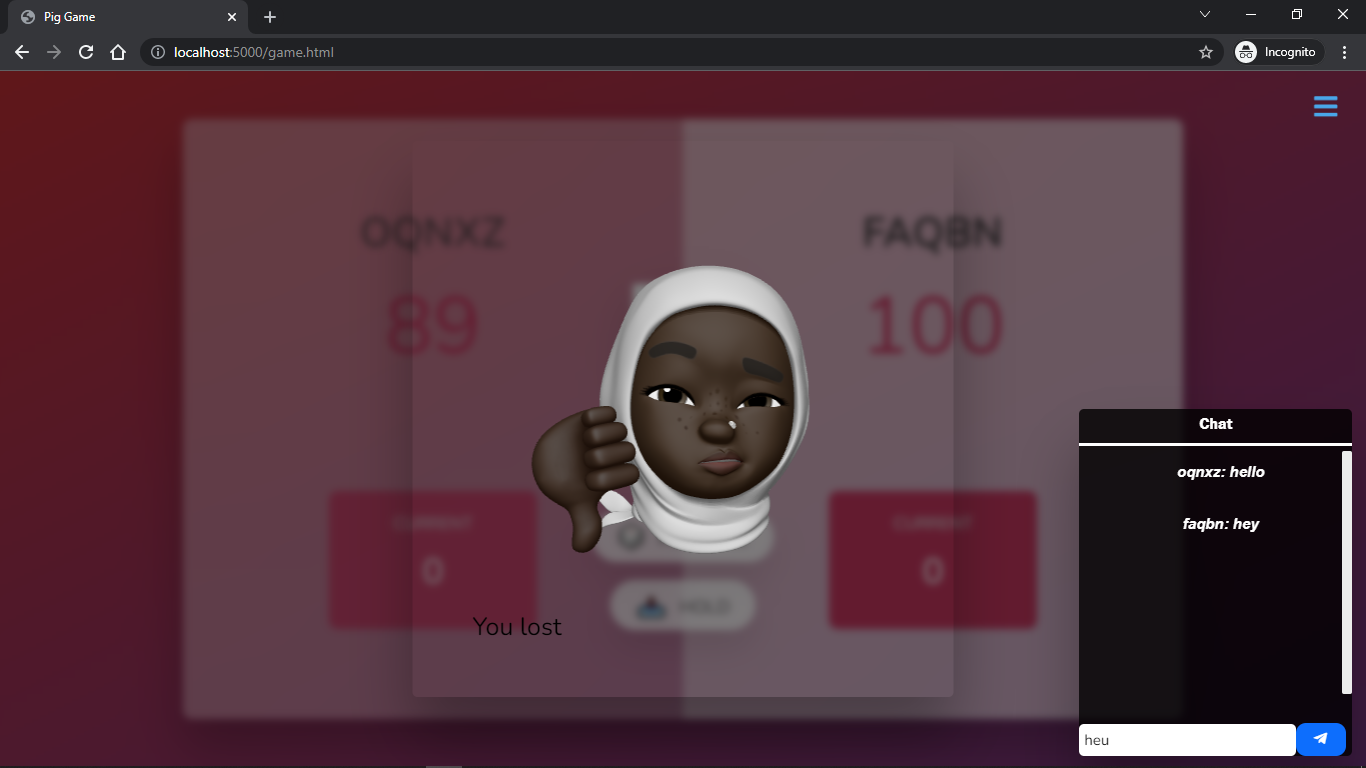 Pig Game
localhost:5000/game.html
Incognito
OQNXZ
FAQBN
89
100
Chat
oqnxz: hello
faqbn: hey
CURRENT
CURRENT
0
0
HOLD
You lost
heu